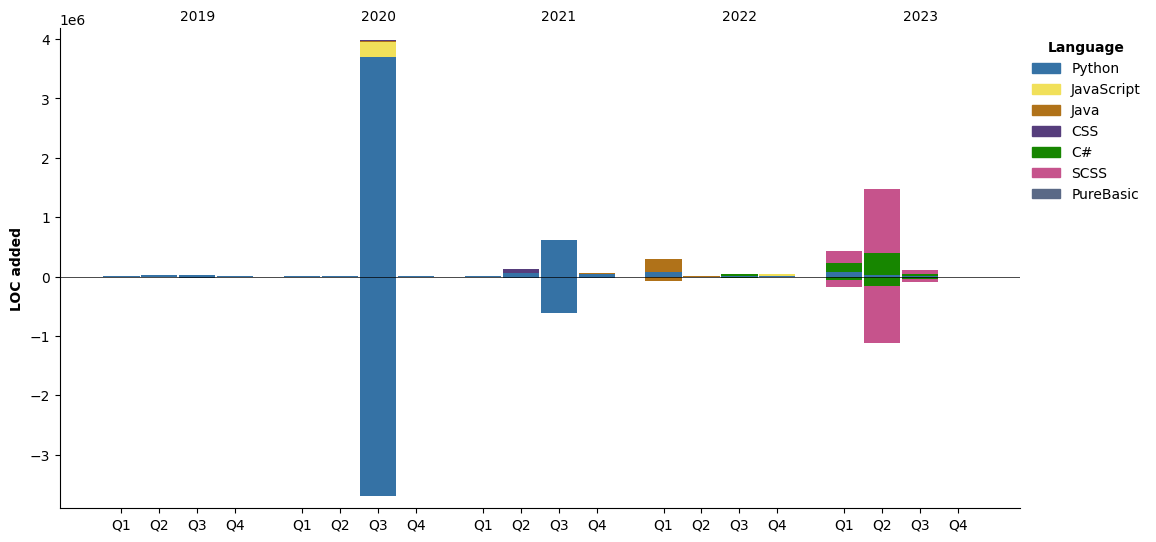 1e6
2019 2020 2021 2022 2023
LOC added
4
3
2
1
0
−1
−2
−3
Q1 Q2 Q3 Q4 Q1 Q2 Q3 Q4 Q1 Q2 Q3 Q4 Q1 Q2 Q3 Q4 Q1 Q2 Q3 Q4
Language
Python
JavaScript
Java
CSS
C#
SCSS
PureBasic